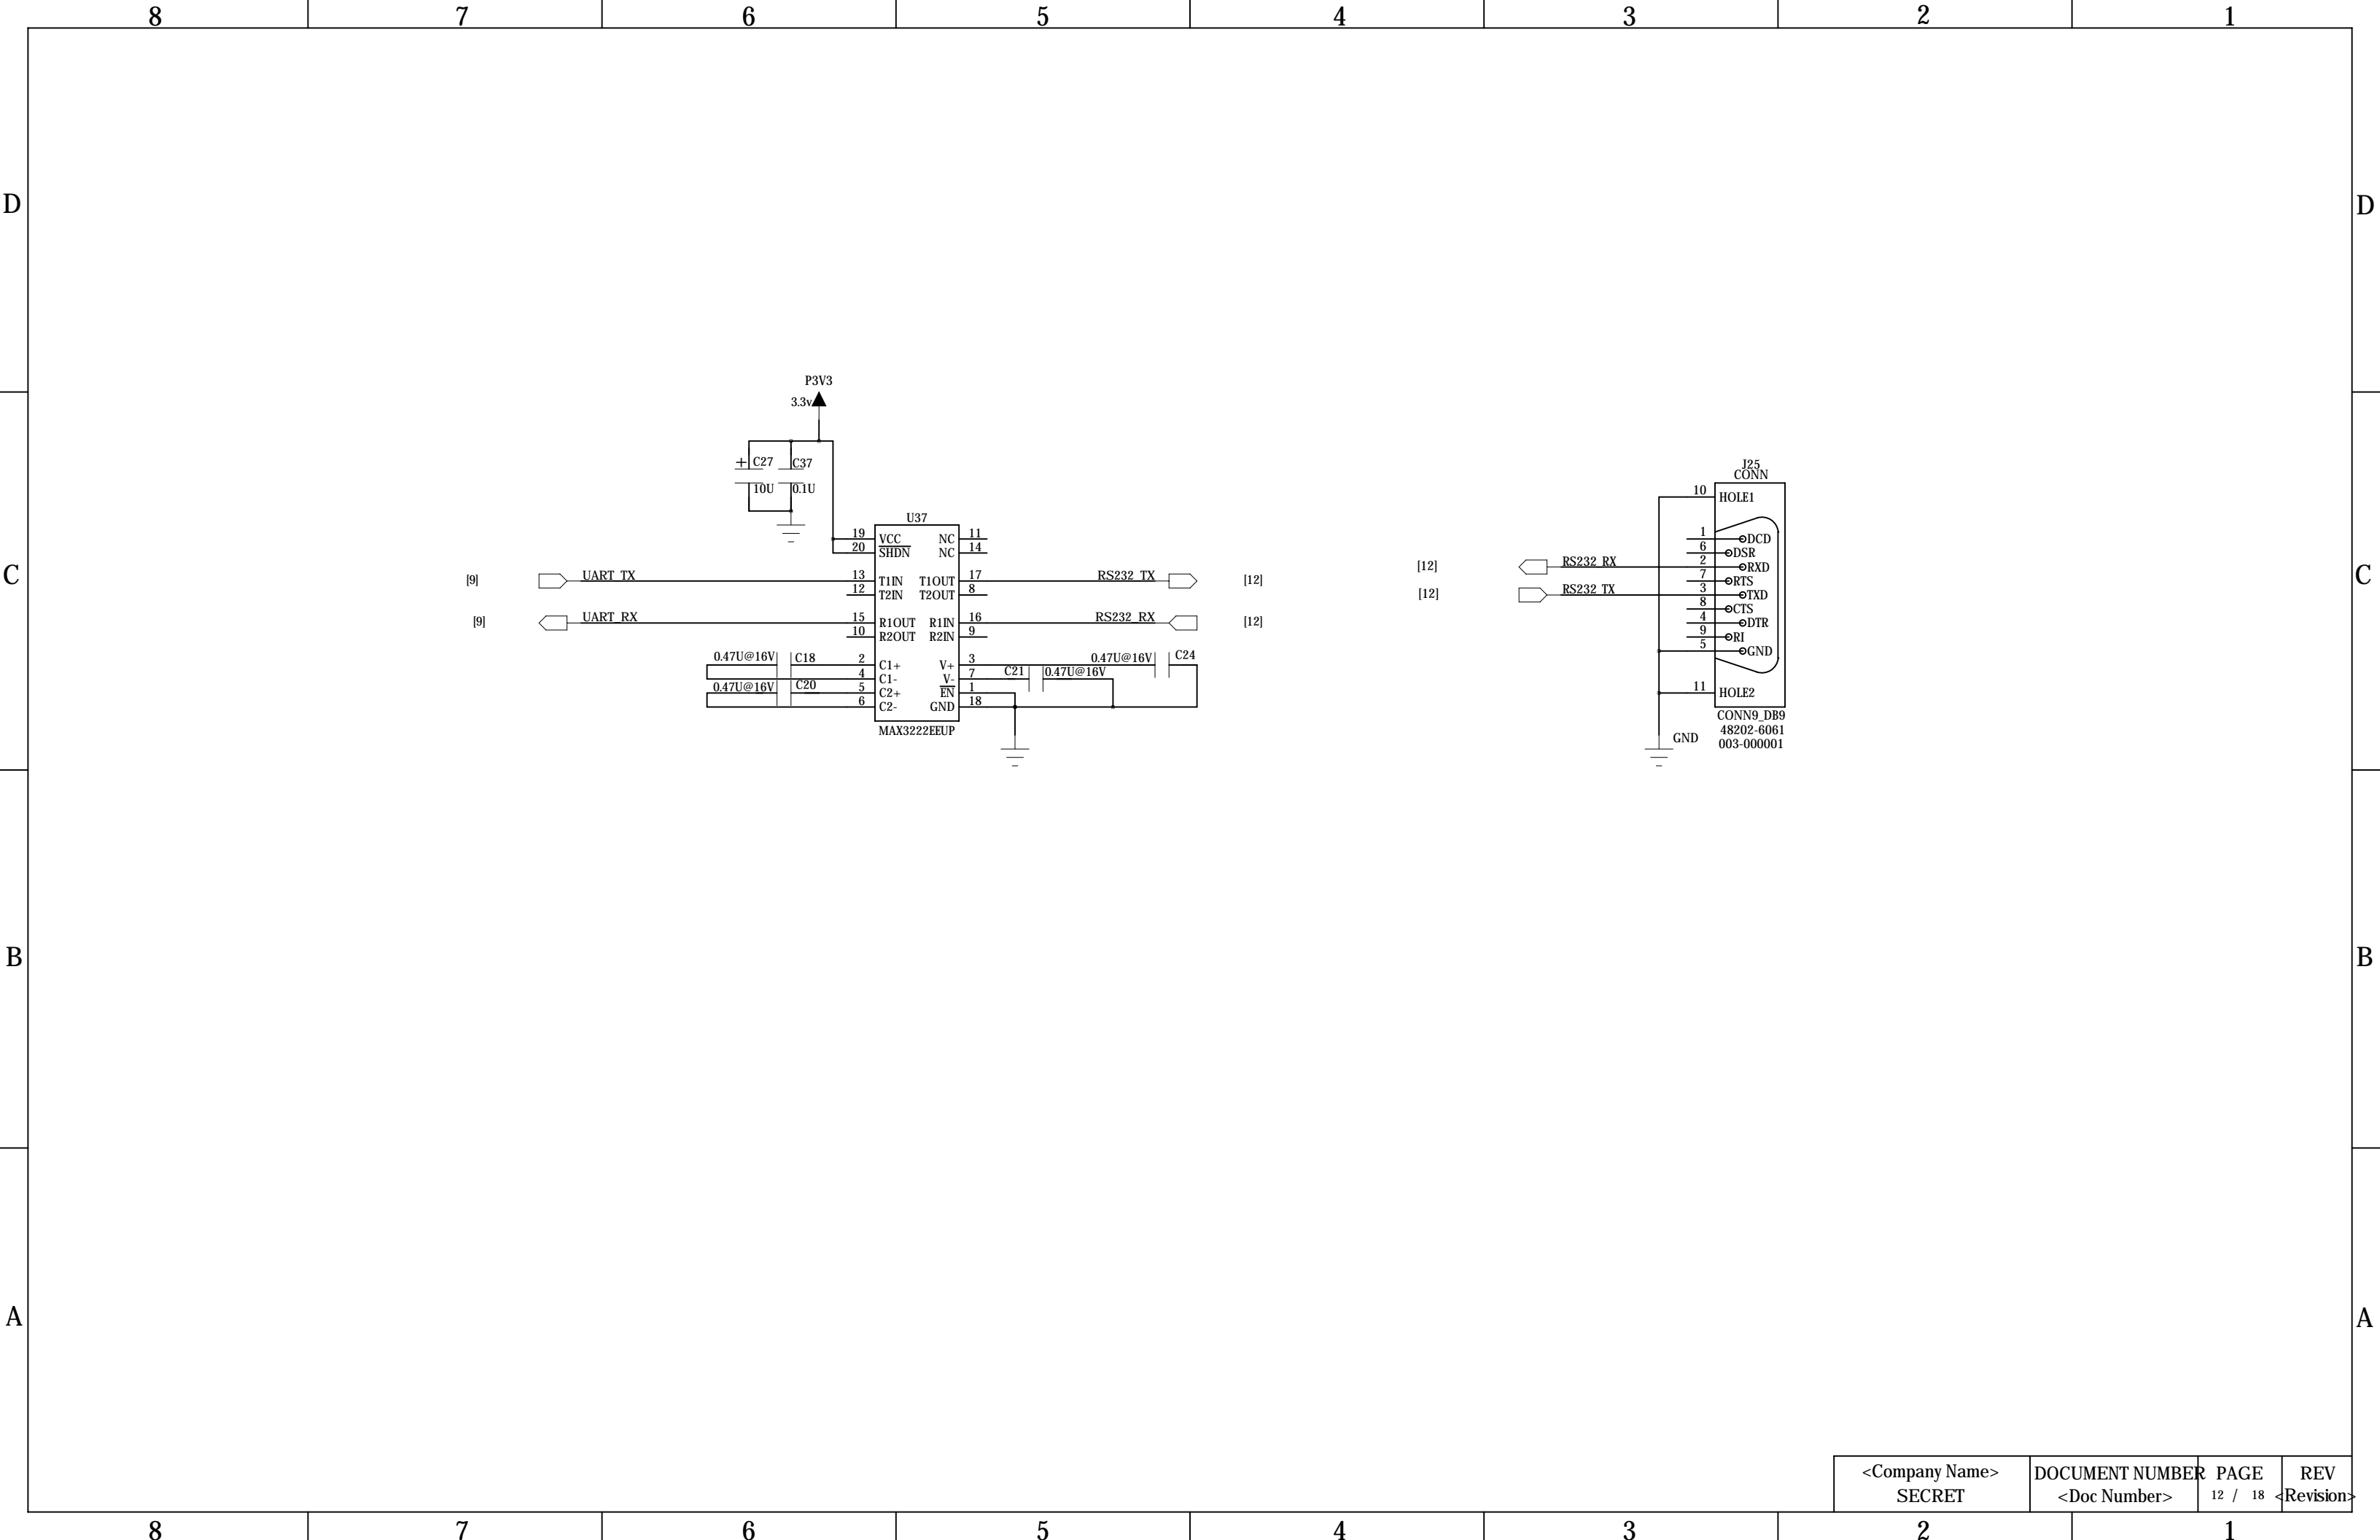 8 7 6 5 4 3 2 1
D D
P3V3
3.3v
+ C27 C37
10U 0.1U
U37
19 VCC NC 11
20 SHDN NC 14
[9] UART_TX 13 T1IN T1OUT 17 RS232_TX [12]
12 T2IN T2OUT 8
[9] UART_RX 15 R1OUT R1IN 16 RS232_RX [12]
10 R2OUT R2IN 9
0.47U@16V C18 2 C1+ V+ 3 0.47U@16V C24
4 C1- V- 7 C21 0.47U@16V
0.47U@16V C20 5 C2+ EN 1
6 C2- GND 18
MAX3222EEUP
J25
CONN
10 HOLE1
1 DCD
6 DSR
[12] RS232_RX 2 RXD
7 RTS
[12] RS232_TX 3 TXD
8 CTS
4 DTR
9 RI
5 GND
11 HOLE2
CONN9_DB9
48202-6061
003-000001
GND
C C
B B
A A
<Company Name> DOCUMENT NUMBER PAGE REV
SECRET <Doc Number> 12 / 18 <Revision>
8 7 6 5 4 3 2 1